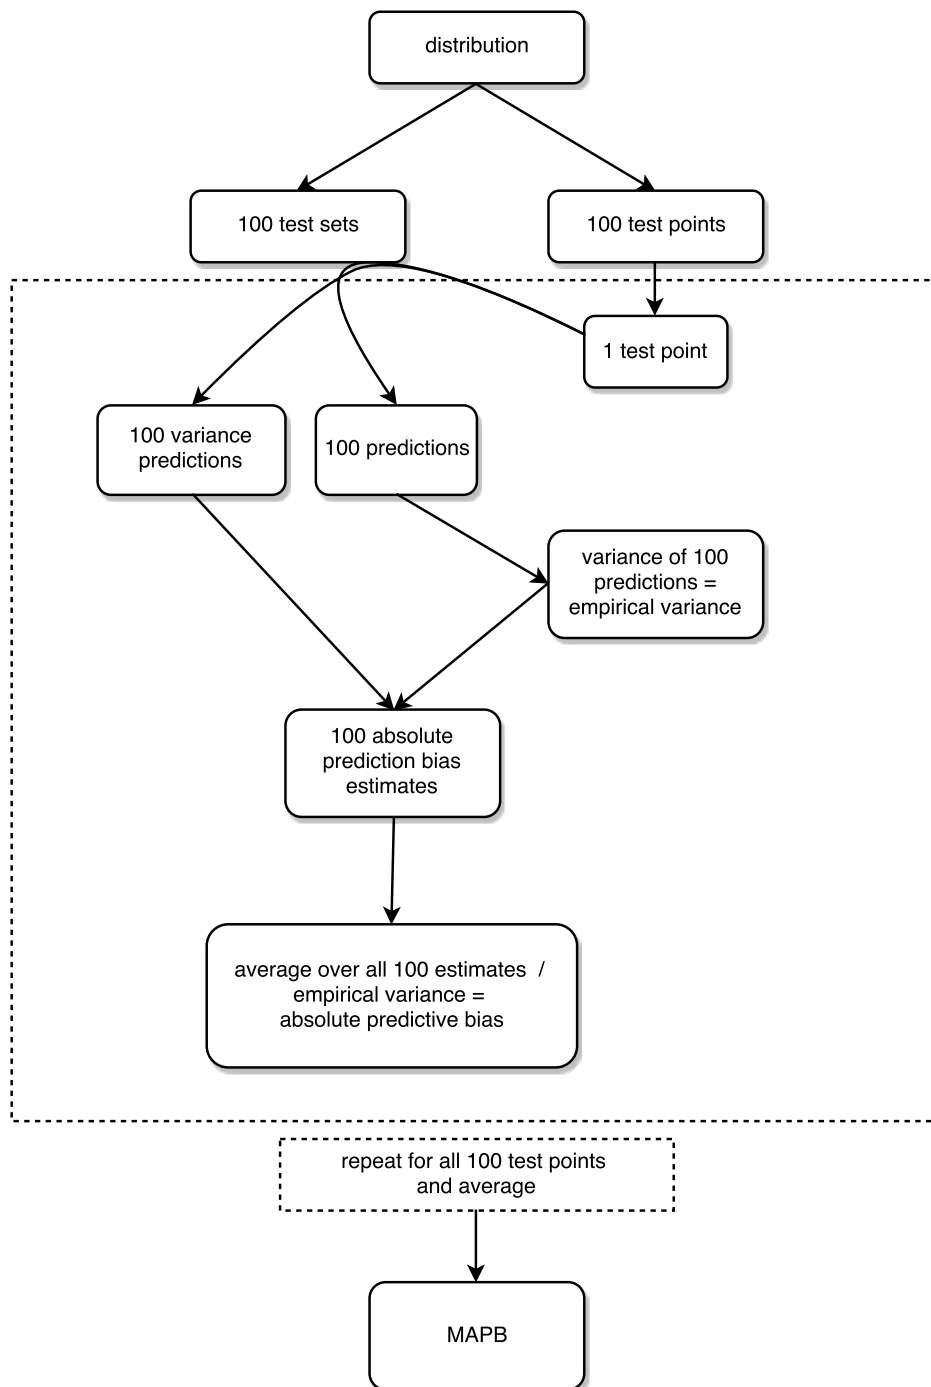 distribution
100 test sets
100 test points
1 test point
100 variance
predictions
100 predictions
variance of 100
predictions =
empirical variance
100 absolute
prediction bias
estimates
average over all 100 estimates /
empirical variance =
absolute predictive bias
repeat for all 100 test points
and average
MAPB